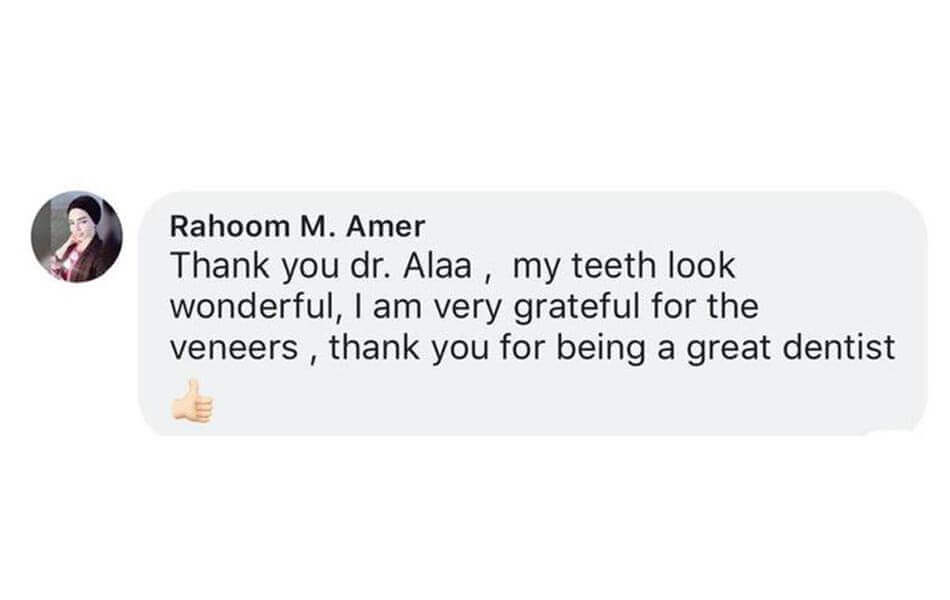 Rahoom M. Amer
Thank you dr. Alaa ,  my teeth look
wonderful, I am very grateful for the
veneers , thank you for being a great dentist
👍🏻